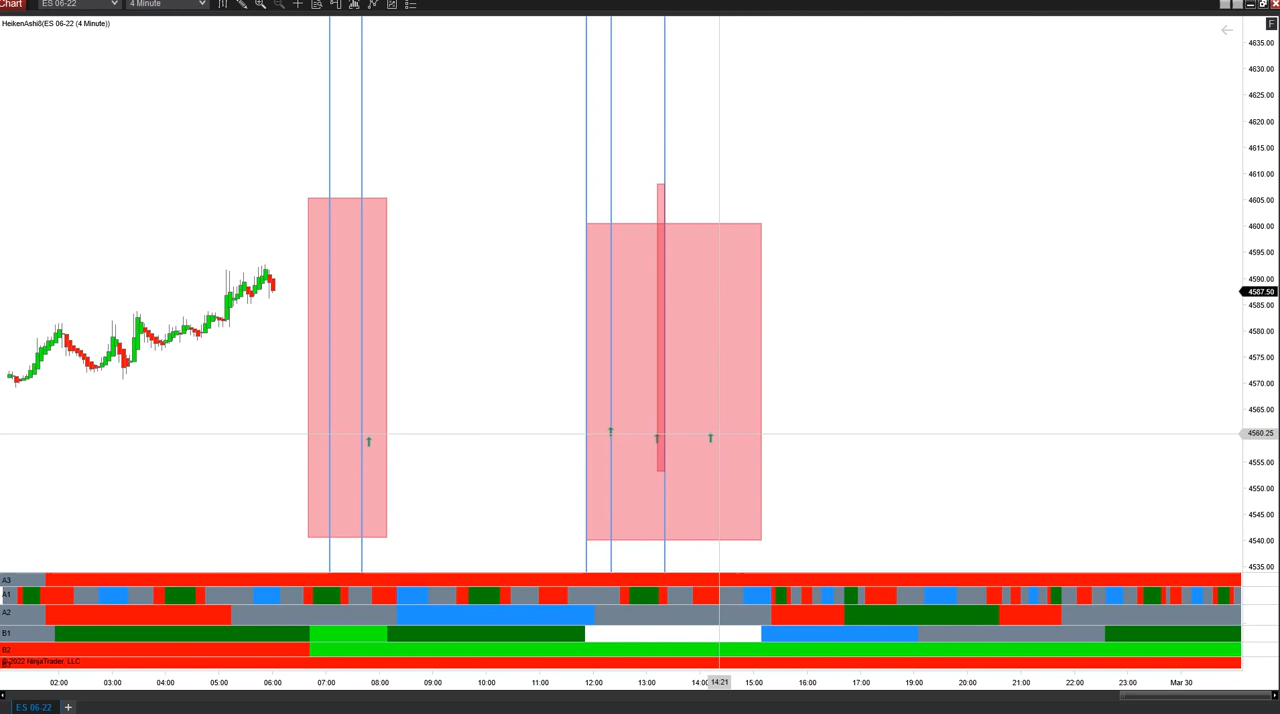 Chart ES 06-22 4 Minute
HeikenAshi8(ES 06-22 (4 Minute))
F
4635.00
4630.00
4625.00
4620.00
4615.00
4610.00
4605.00
4600.00
4595.00
4590.00
4587.50
4585.00
4580.00
4575.00
4570.00
4565.00
4560.25
4555.00
4550.00
4545.00
4540.00
4535.00
A3
A1
A2
B1
B2
© 2022 NinjaTrader, LLC
02:00 03:00 04:00 05:00 06:00 07:00 08:00 09:00 10:00 11:00 12:00 13:00 14:00 14:21 15:00 16:00 17:00 18:00 19:00 20:00 21:00 22:00 23:00 Mar 30
ES 06-22 +